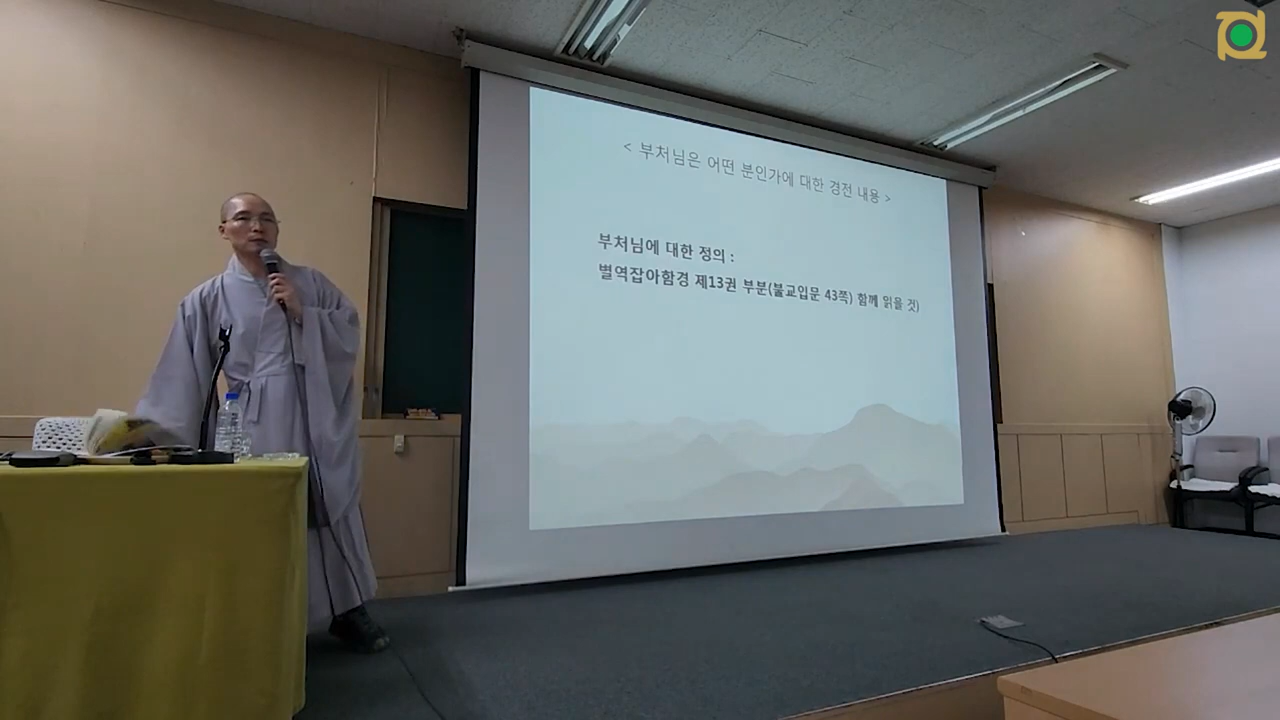 < 부처님은 어떤 분인가에 대한 경전 내용 >
부처님에 대한 정의 :
별역잡아함경 제13권 부분(불교입문 43쪽) 함께 읽을 것)